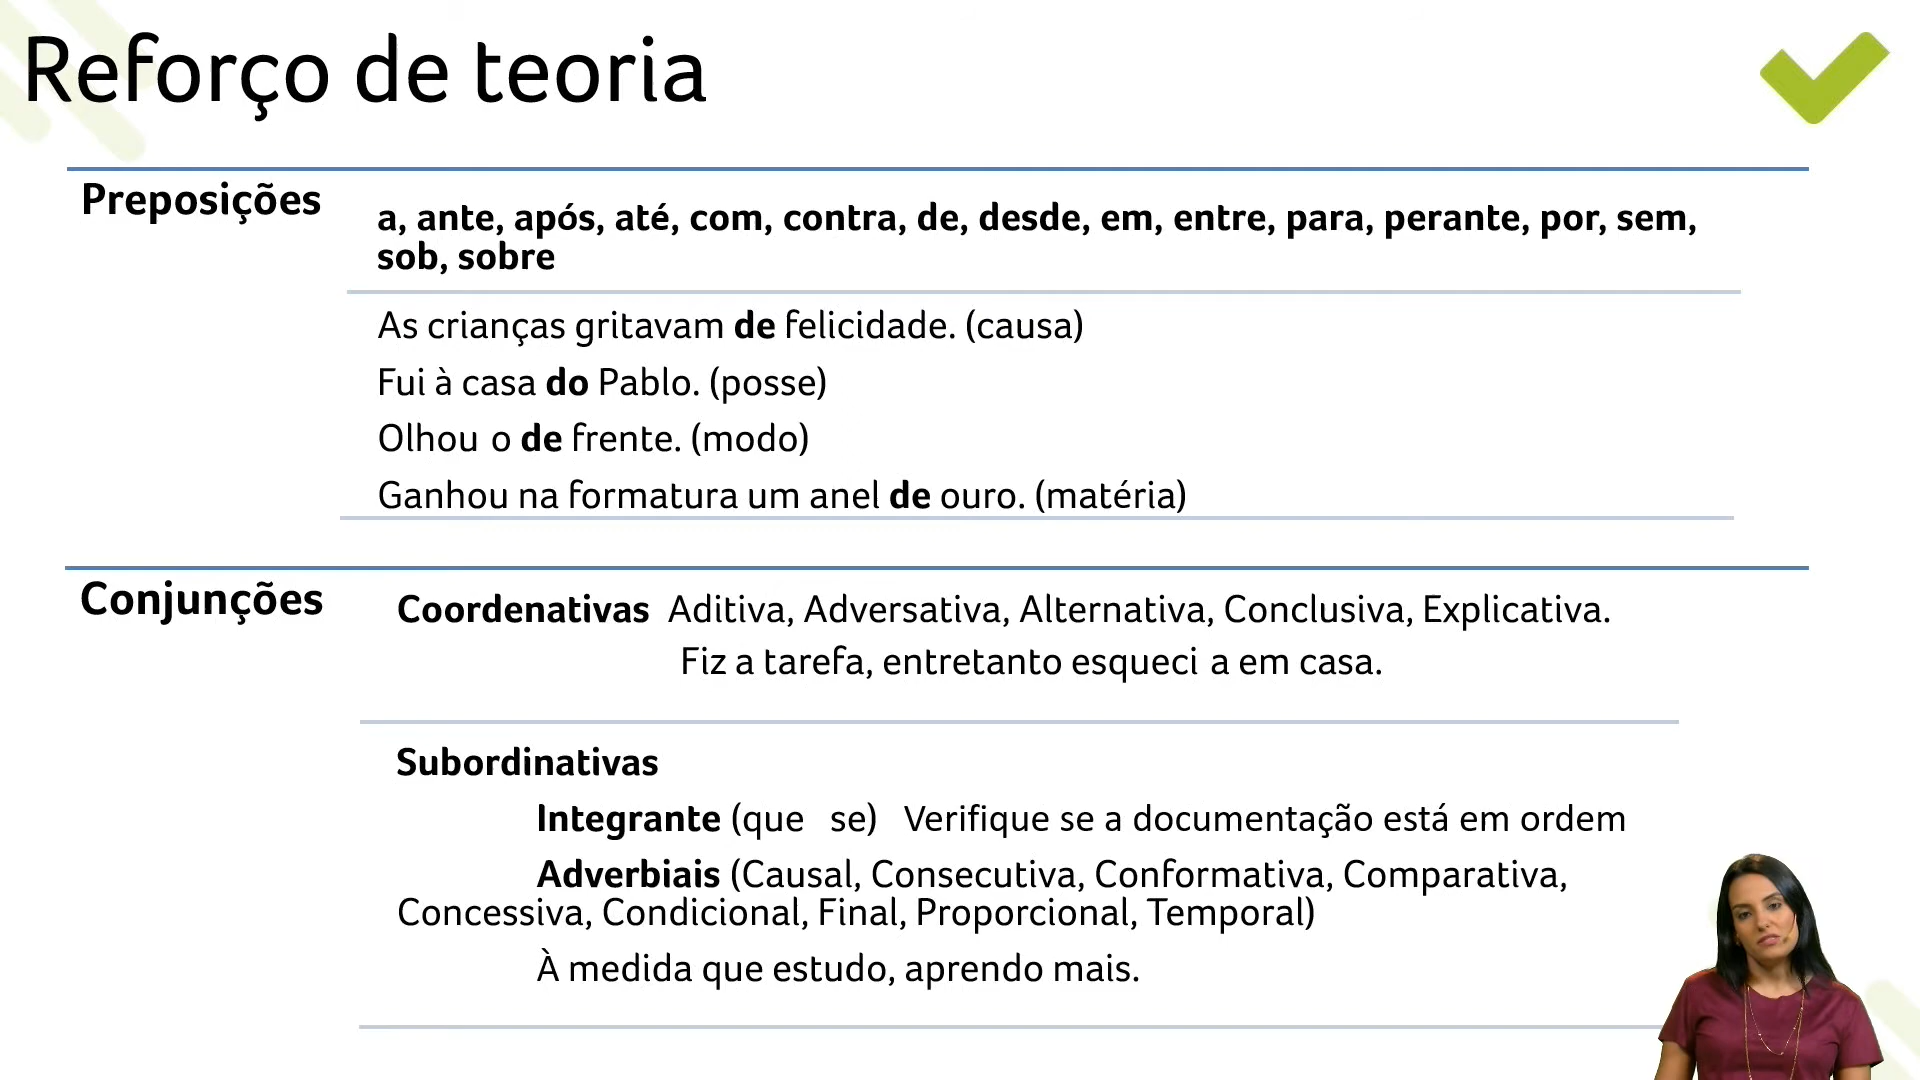 Reforço de teoria
Preposições
a, ante, após, até, com, contra, de, desde, em, entre, para, perante, por, sem,
sob, sobre
As crianças gritavam de felicidade. (causa)
Fui à casa do Pablo. (posse)
Olhou o de frente. (modo)
Ganhou na formatura um anel de ouro. (matéria)
Conjunções
Coordenativas Aditiva, Adversativa, Alternativa, Conclusiva, Explicativa.
Fiz a tarefa, entretanto esqueci a em casa.
Subordinativas
Integrante (que se) Verifique se a documentação está em ordem
Adverbiais (Causal, Consecutiva, Conformativa, Comparativa,
Concessiva, Condicional, Final, Proporcional, Temporal)
À medida que estudo, aprendo mais.